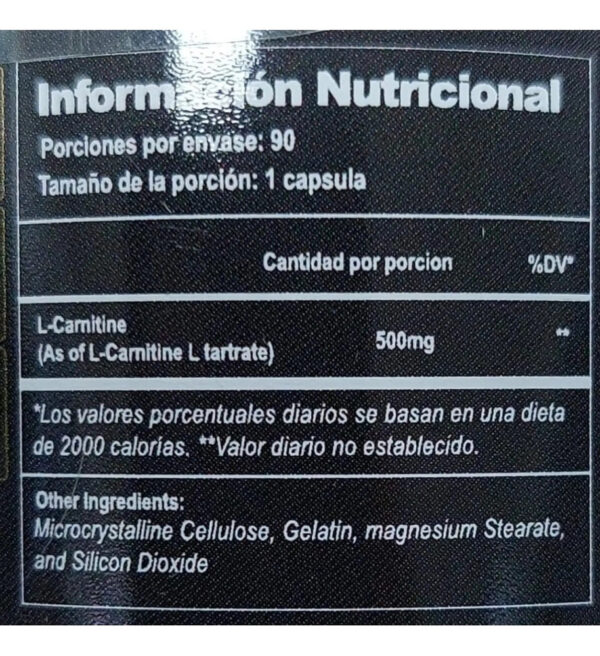 Información Nutricional
Porciones por envase: 90
Tamaño de la porción: 1 capsula
Cantidad por porcion %DV*
L-Carnitine
(As of L-Carnitine L tartrate) 500mg **
*Los valores porcentuales diarios se basan en una dieta
de 2000 calorías. **Valor diario no establecido.
Other Ingredients:
Microcrystalline Cellulose, Gelatin, magnesium Stearate,
and Silicon Dioxide